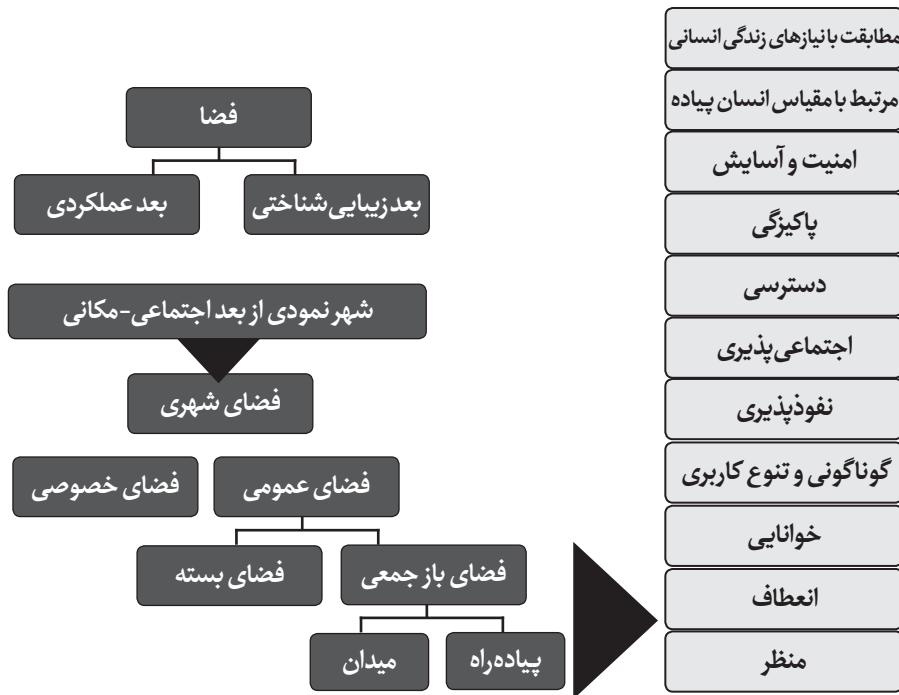 مطابقت با نیازهای زندگی انسانی
مرتبط با مقیاس انسان پیاده
امنیت و آسایش
پاکیزگی
دسترسی
اجتماعی‌پذیری
نفوذپذیری
گوناگونی و تنوع کاربری
خوانایی
انعطاف
منظر
فضا
بعد زیبایی‌شناختی
بعد عملکردی
شهر نمودی از بعد اجتماعی-مکانی
فضای شهری
فضای عمومی
فضای خصوصی
فضای باز جمعی
فضای بسته
پیاده‌راه
میدان